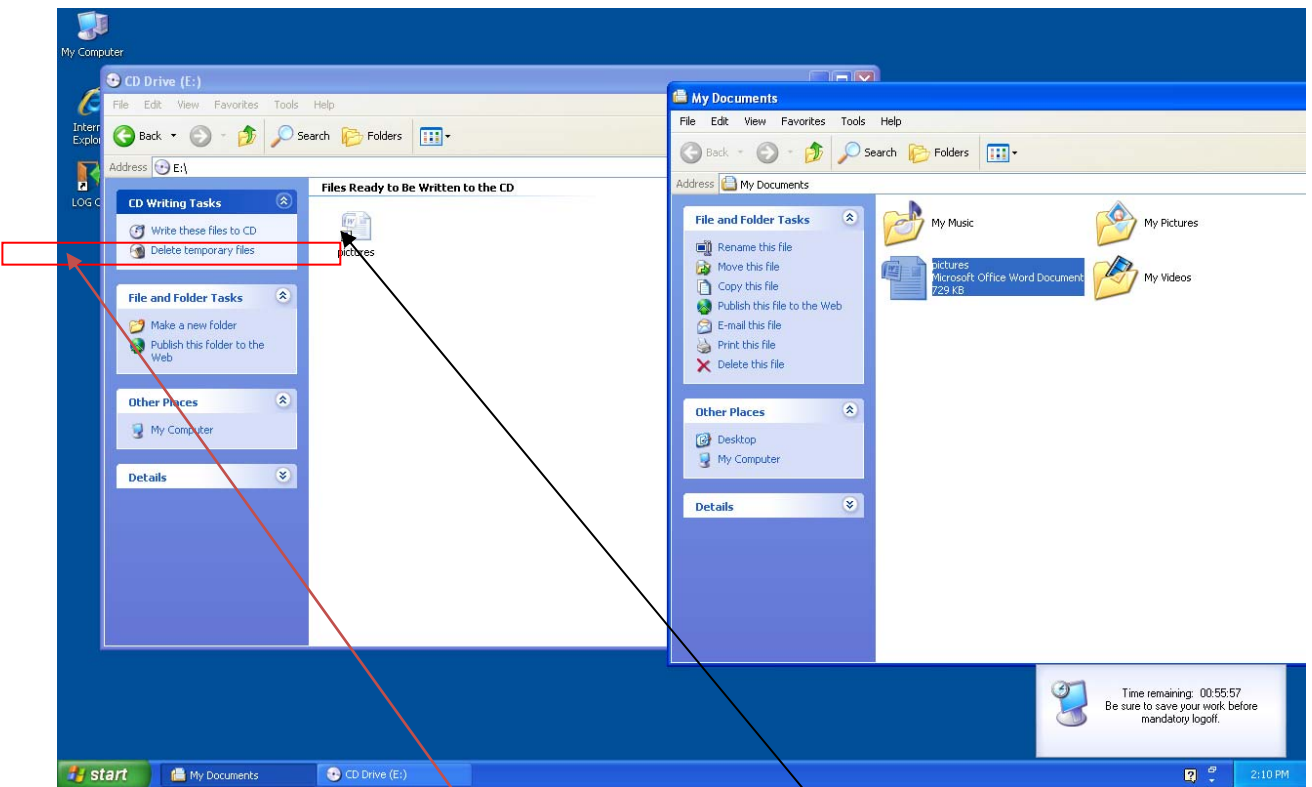 My Computer
CD Drive (E:)
File Edit View Favorites Tools Help
Back Search Folders
Address E:\
CD Writing Tasks
Write these files to CD
Delete temporary files
File and Folder Tasks
Make a new folder
Publish this folder to the
Web
Other Places
My Computer
Details
Files Ready to Be Written to the CD
pictures
My Documents
File Edit View Favorites Tools Help
Back Search Folders
Address My Documents
File and Folder Tasks
Rename this file
Move this file
Copy this file
Publish this file to the Web
E-mail this file
Print this file
Delete this file
Other Places
Desktop
My Computer
Details
My Music
My Pictures
pictures
Microsoft Office Word Document
729 KB
My Videos
Time remaining: 00:55:57
Be sure to save your work before
mandatory logoff.
start My Documents CD Drive (E:) 2:10 PM